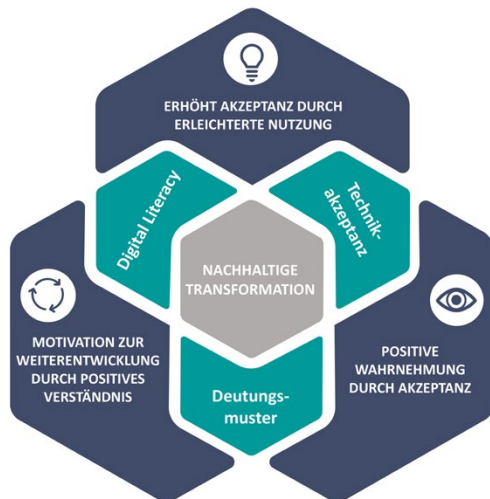 ERHÖHT AKZEPTANZ DURCH
ERLEICHTERTE NUTZUNG
Digital Literacy
Technik-
akzeptanz
NACHHALTIGE
TRANSFORMATION
MOTIVATION ZUR
WEITERENTWICKLUNG
DURCH POSITIVES
VERSTÄNDNIS
Deutungs-
muster
POSITIVE
WAHRNEHMUNG
DURCH AKZEPTANZ